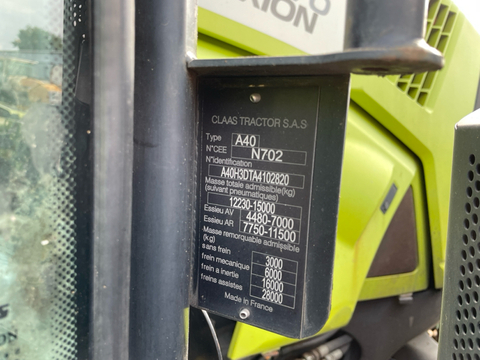 XION
CLAAS TRACTOR S.A.S
Type A40
N°CEE N702
N°identification
A40H3DTA4102820
Masse totale admissible(kg)
(suivant pneumatiques)
12230-15000
Essieu AV 4480-7000
Essieu AR 7750-11500
Masse remorquable admissible
(kg)
sans frein 3000
frein mecanique 6000
frein a inertie 16000
freins assistes 28000
Made in France